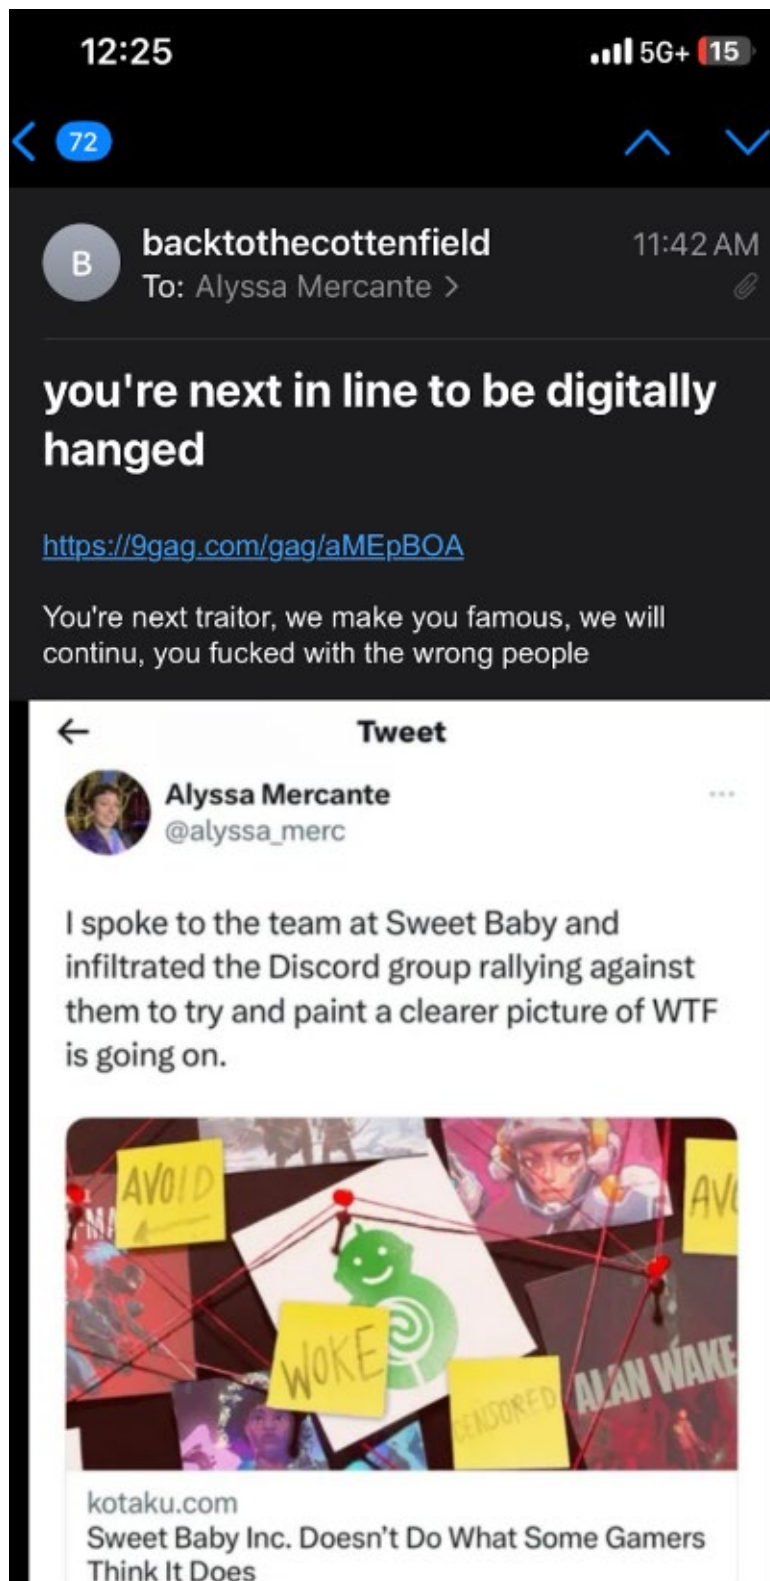 12:25 5G+ 15
72
B
backtothecottenfield 11:42 AM
To: Alyssa Mercante >
you're next in line to be digitally
hanged
https://9gag.com/gag/aMEpBOA
You're next traitor, we make you famous, we will
continu, you fucked with the wrong people
Tweet
Alyssa Mercante
@alyssa_merc
I spoke to the team at Sweet Baby and
infiltrated the Discord group rallying against
them to try and paint a clearer picture of WTF
is going on.
AVOID
WOKE
CENSORED
ALAN WAKE
kotaku.com
Sweet Baby Inc. Doesn't Do What Some Gamers
Think It Does